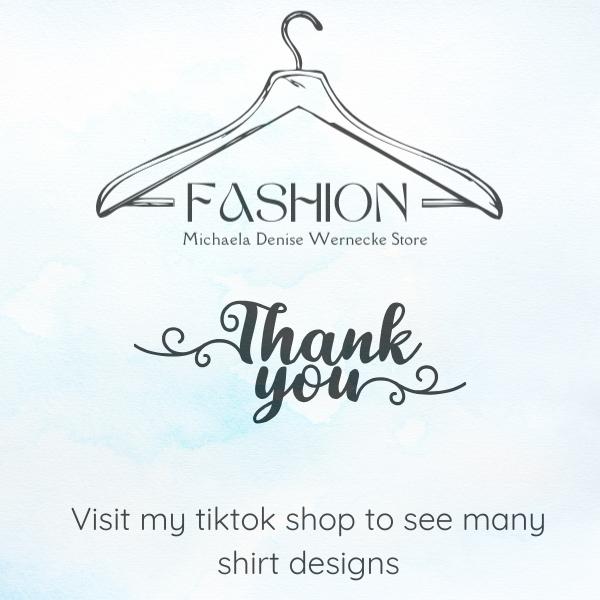 FASHION
Michaela Denise Wernecke Store
Thank
you
Visit my tiktok shop to see many
shirt designs